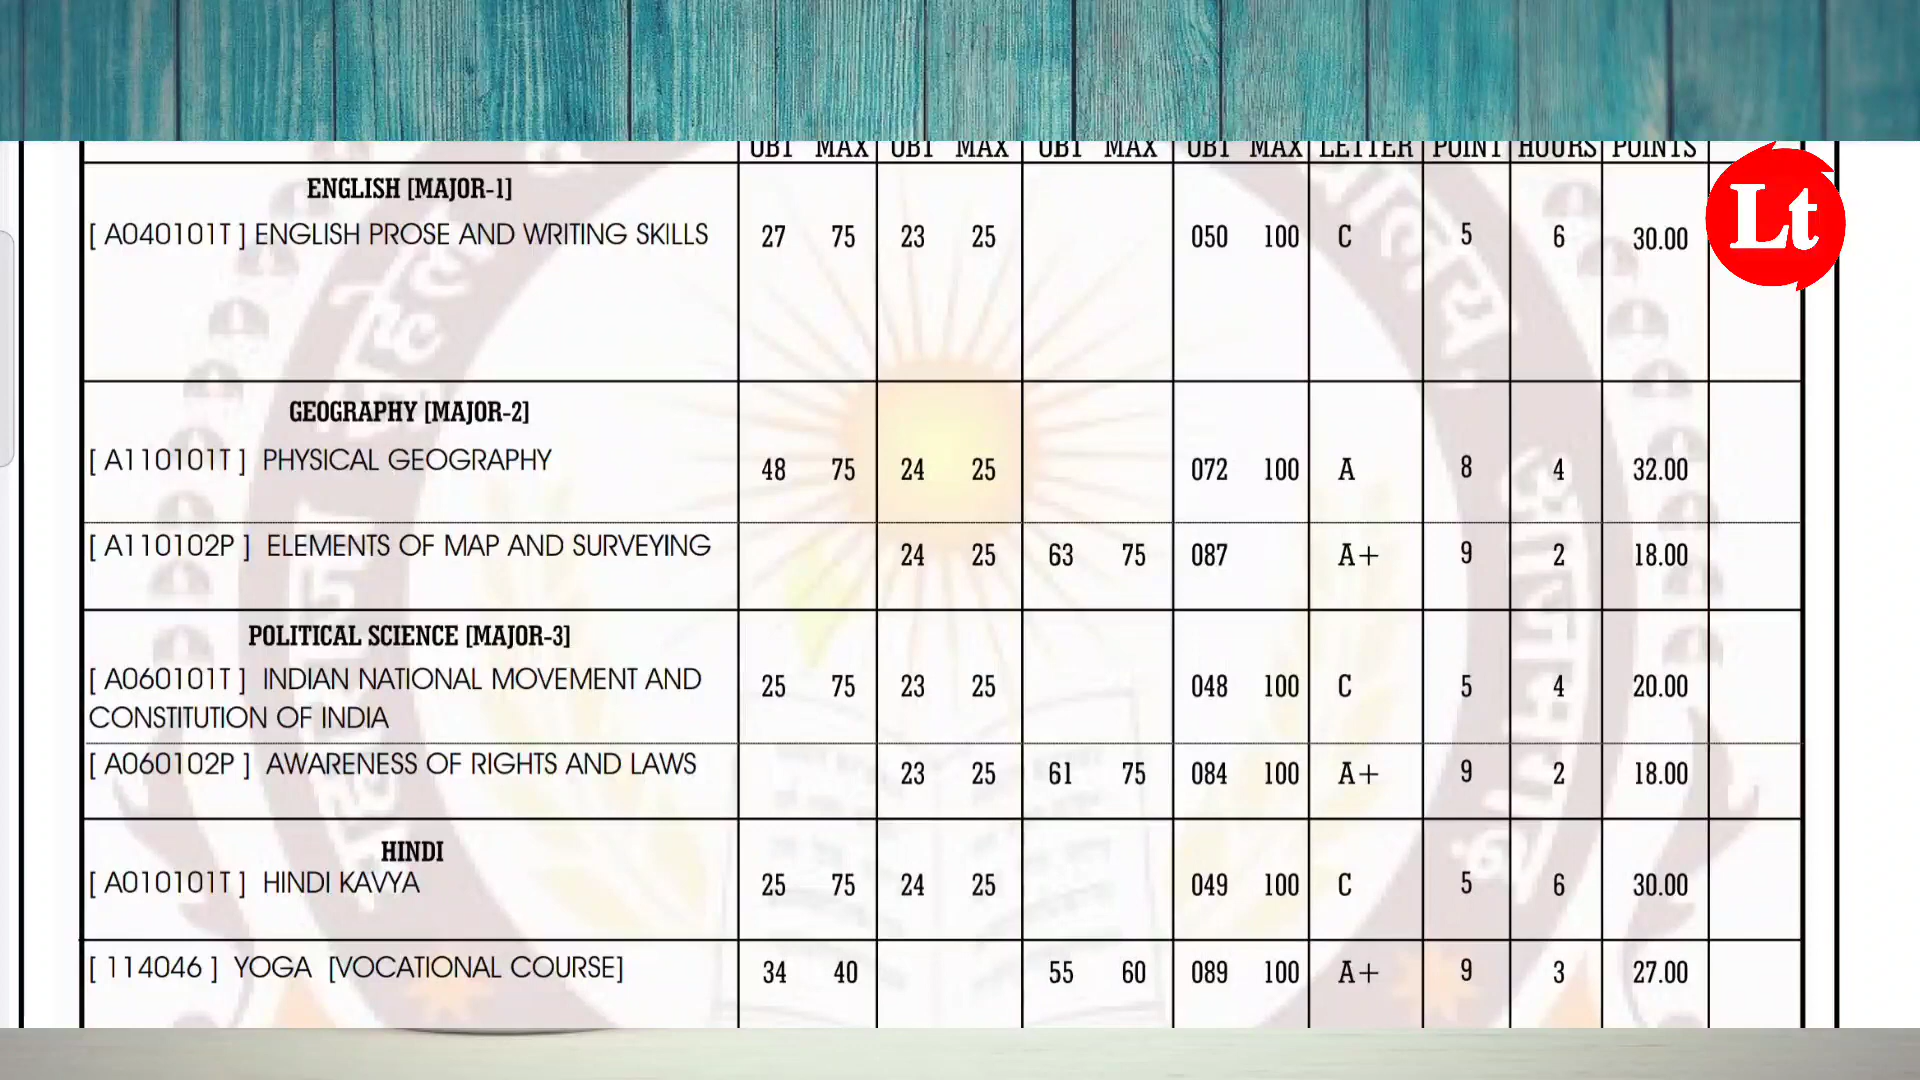 OBT MAX OBT MAX OBT MAX OBT MAX LETTER POINT HOURS POINTS
Lt
ENGLISH [MAJOR-1]
[ A040101T ] ENGLISH PROSE AND WRITING SKILLS 27 75 23 25 050 100 C 5 6 30.00
GEOGRAPHY [MAJOR-2]
[ A110101T ] PHYSICAL GEOGRAPHY 48 75 24 25 072 100 A 8 4 32.00
[ A110102P ] ELEMENTS OF MAP AND SURVEYING 24 25 63 75 087 A+ 9 2 18.00
POLITICAL SCIENCE [MAJOR-3]
[ A060101T ] INDIAN NATIONAL MOVEMENT AND 25 75 23 25 048 100 C 5 4 20.00
CONSTITUTION OF INDIA
[ A060102P ] AWARENESS OF RIGHTS AND LAWS 23 25 61 75 084 100 A+ 9 2 18.00
HINDI
[ A010101T ] HINDI KAVYA 25 75 24 25 049 100 C 5 6 30.00
[ 114046 ] YOGA [VOCATIONAL COURSE] 34 40 55 60 089 100 A+ 9 3 27.00